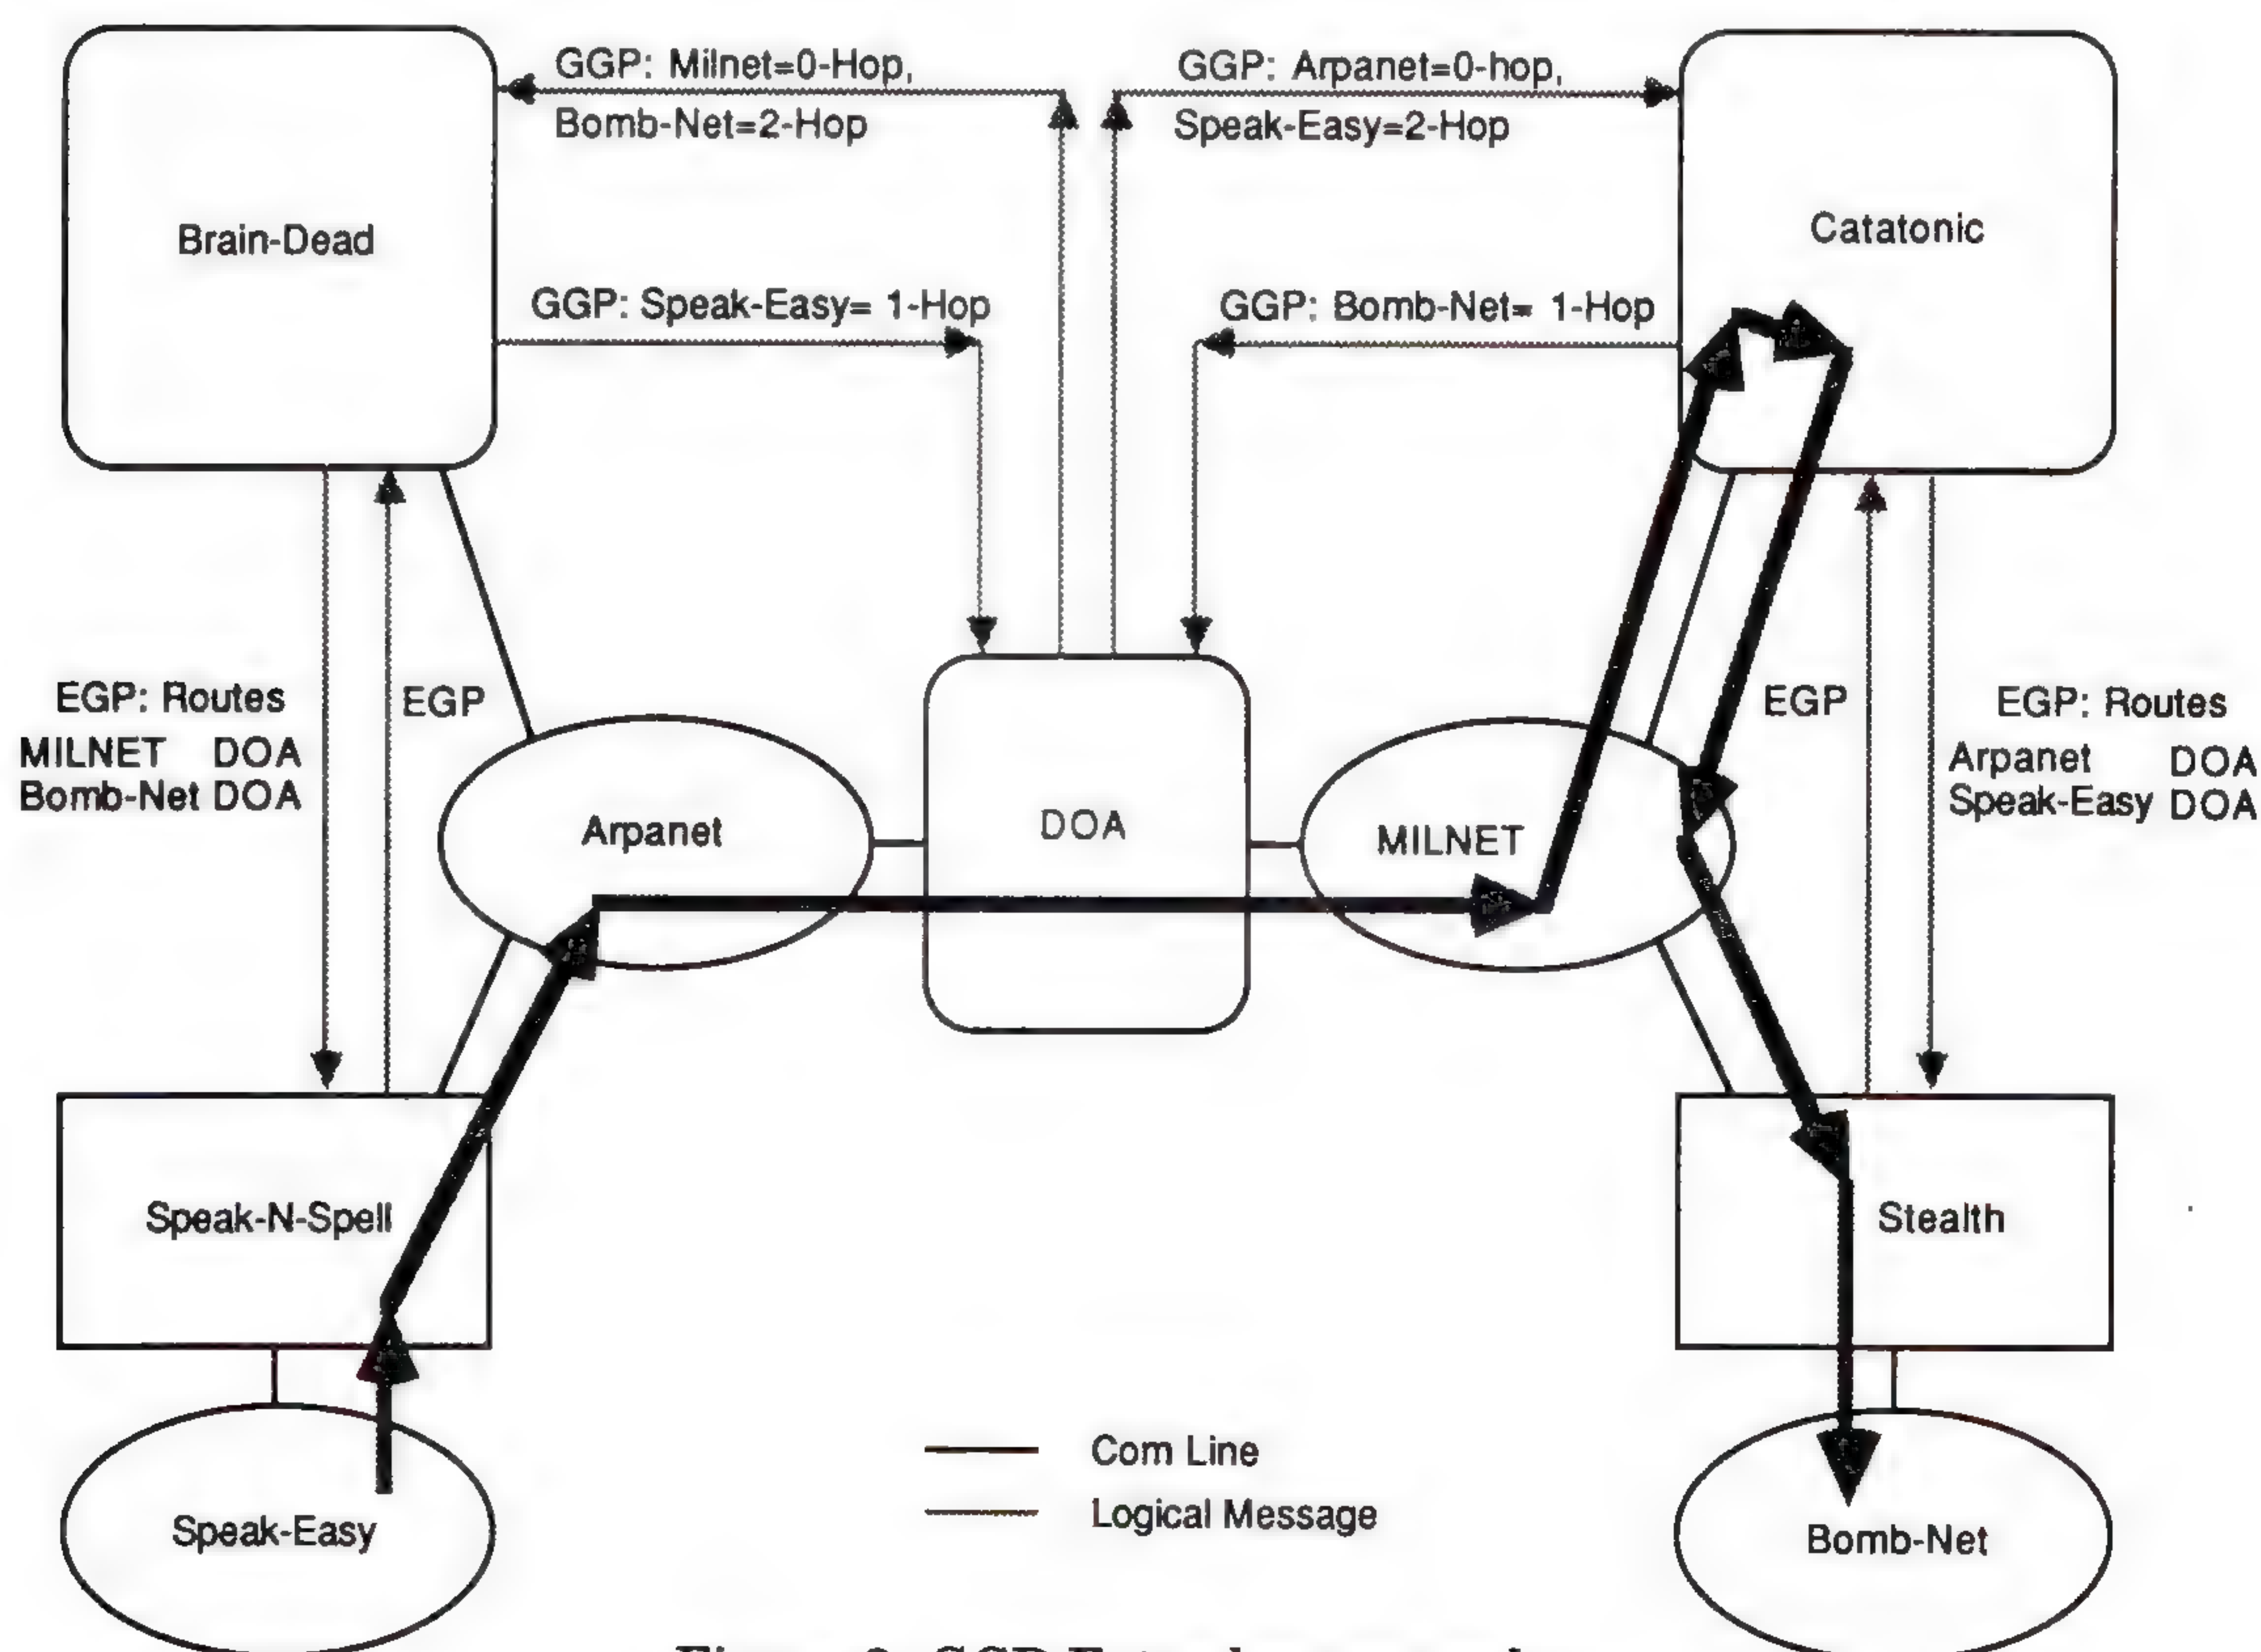 GGP: Milnet=0-Hop,
Bomb-Net=2-Hop
GGP: Arpanet=0-hop,
Speak-Easy=2-Hop
Brain-Dead
Catatonic
GGP: Speak-Easy= 1-Hop
GGP: Bomb-Net= 1-Hop
EGP: Routes
MILNET DOA
Bomb-Net DOA
EGP
EGP
EGP: Routes
Arpanet DOA
Speak-Easy DOA
Arpanet
DOA
MILNET
Speak-N-Spell
Stealth
Com Line
Logical Message
Speak-Easy
Bomb-Net